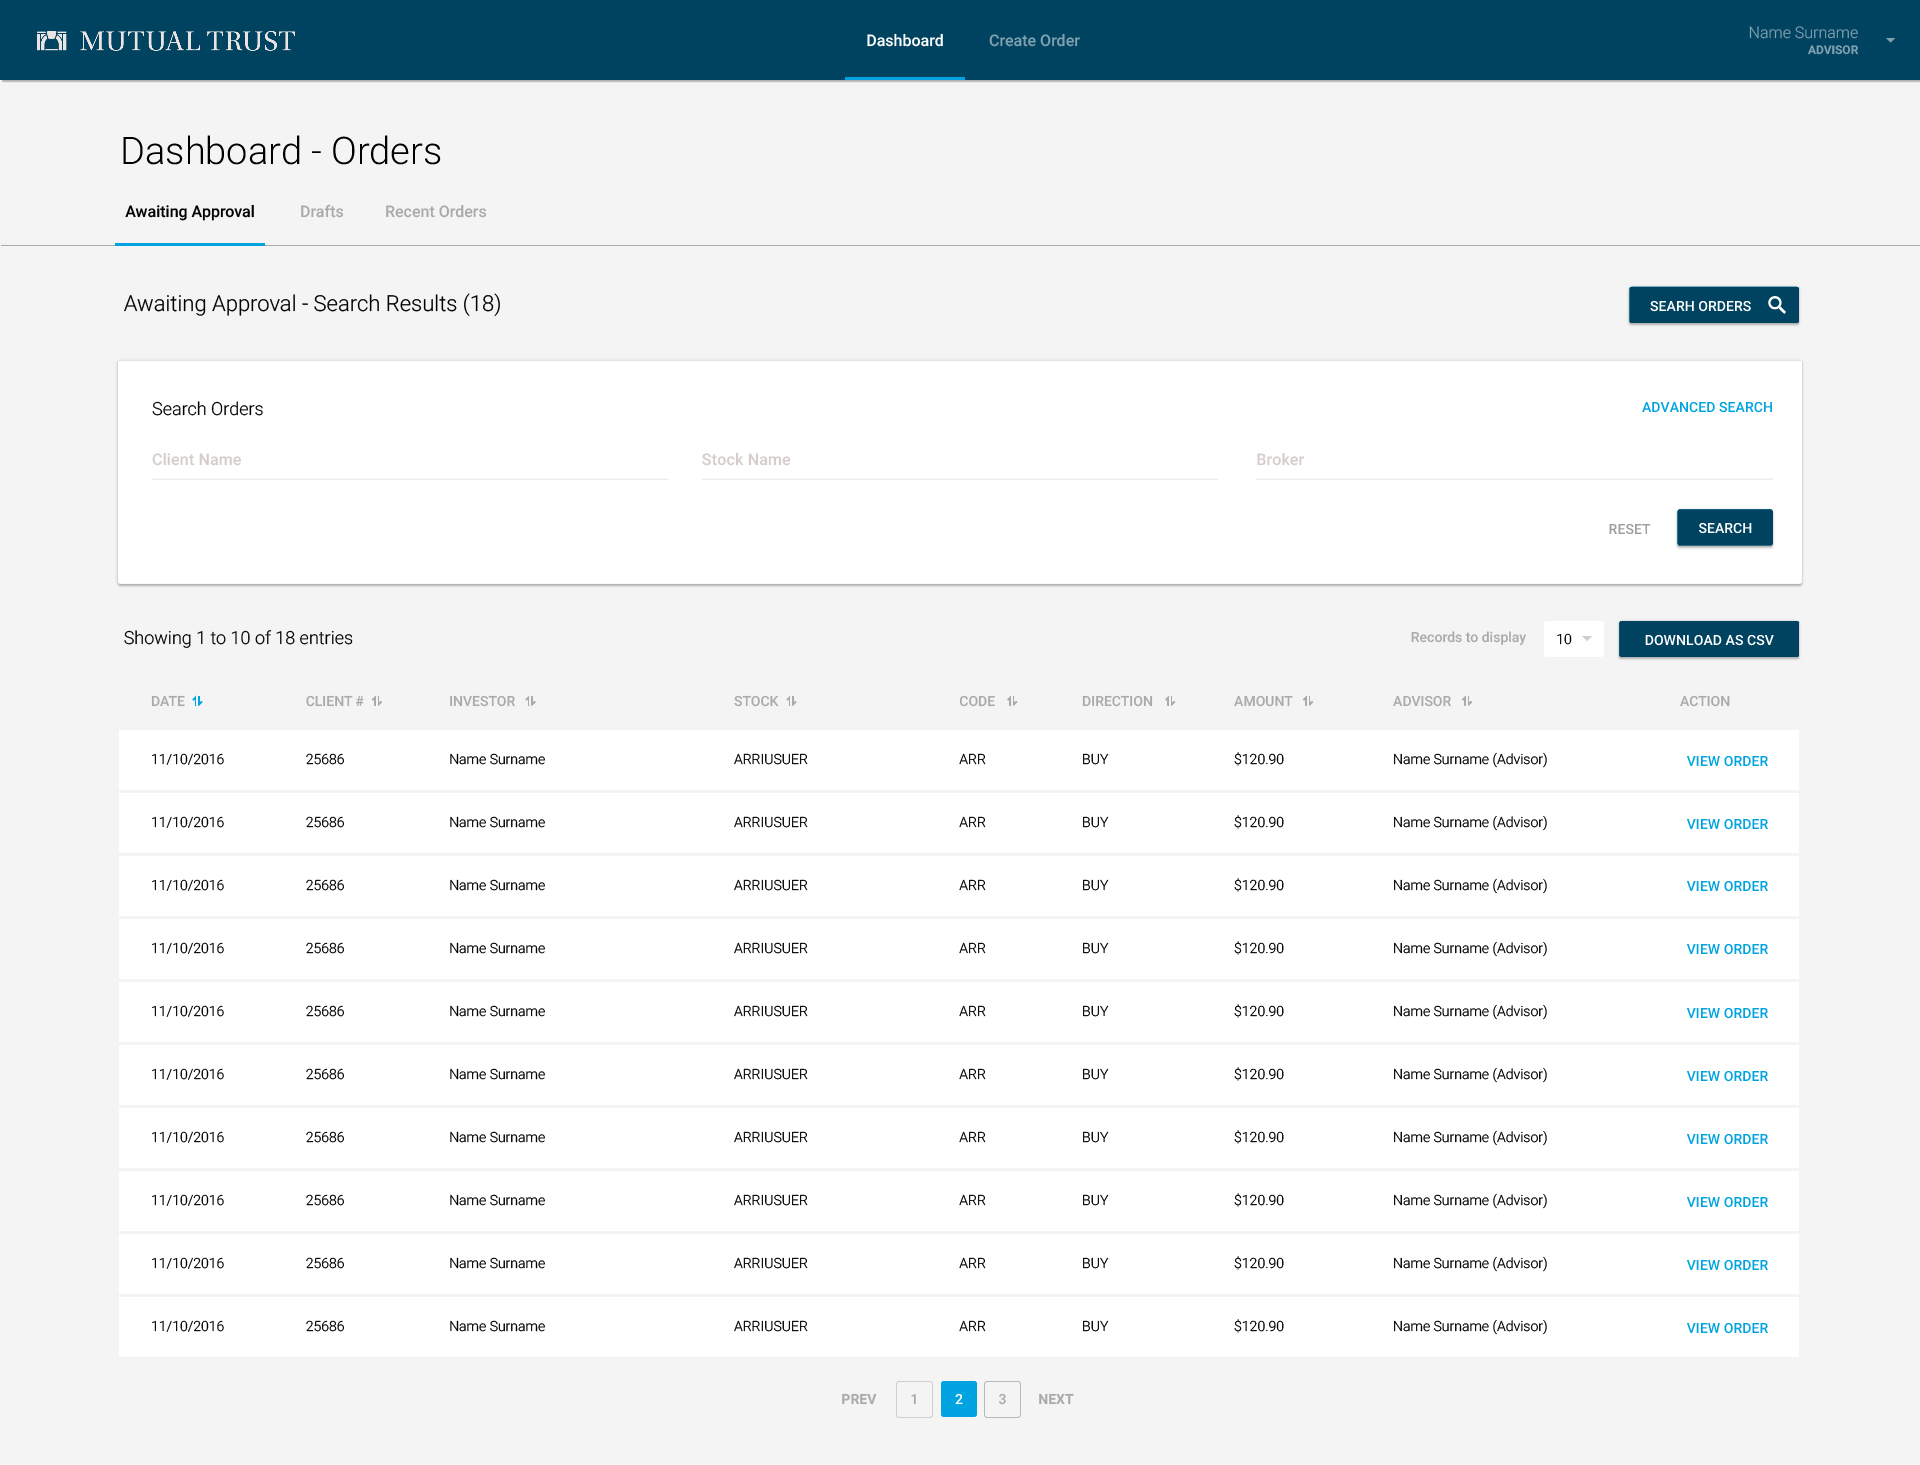 MUTUAL TRUST
Dashboard Create Order
Name Surname
ADVISOR
Dashboard - Orders
Awaiting Approval Drafts Recent Orders
Awaiting Approval - Search Results (18)
SEARH ORDERS
Search Orders
ADVANCED SEARCH
Client Name Stock Name Broker
RESET SEARCH
Showing 1 to 10 of 18 entries
Records to display 10 DOWNLOAD AS CSV
DATE CLIENT # INVESTOR STOCK CODE DIRECTION AMOUNT ADVISOR ACTION
11/10/2016 25686 Name Surname ARRIUSUER ARR BUY $120.90 Name Surname (Advisor) VIEW ORDER
11/10/2016 25686 Name Surname ARRIUSUER ARR BUY $120.90 Name Surname (Advisor) VIEW ORDER
11/10/2016 25686 Name Surname ARRIUSUER ARR BUY $120.90 Name Surname (Advisor) VIEW ORDER
11/10/2016 25686 Name Surname ARRIUSUER ARR BUY $120.90 Name Surname (Advisor) VIEW ORDER
11/10/2016 25686 Name Surname ARRIUSUER ARR BUY $120.90 Name Surname (Advisor) VIEW ORDER
11/10/2016 25686 Name Surname ARRIUSUER ARR BUY $120.90 Name Surname (Advisor) VIEW ORDER
11/10/2016 25686 Name Surname ARRIUSUER ARR BUY $120.90 Name Surname (Advisor) VIEW ORDER
11/10/2016 25686 Name Surname ARRIUSUER ARR BUY $120.90 Name Surname (Advisor) VIEW ORDER
11/10/2016 25686 Name Surname ARRIUSUER ARR BUY $120.90 Name Surname (Advisor) VIEW ORDER
11/10/2016 25686 Name Surname ARRIUSUER ARR BUY $120.90 Name Surname (Advisor) VIEW ORDER
PREV 1 2 3 NEXT